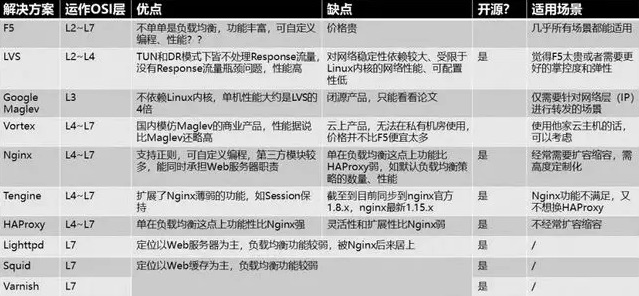 解决方案 运作OSI层 优点 缺点 开源？ 适用场景
F5 L2~L7 不单单是负载均衡，功能丰富，可自定义 价格贵 几乎所有场景都能适用
编程、性能？？
LVS L2~L4 TUN和DR模式下皆不处理Response流量， 对网络稳定性依赖较大、受限于 是 觉得F5太贵或者需要更
没有Response流量瓶颈问题，性能高 Linux内核的网络性能、可配置 好的掌控度和弹性
性低
Google L3 不依赖Linux内核，单机性能大约是LVS的 闭源产品，只能看看论文 仅需要针对网络层（IP）
Maglev 4倍 进行转发的场景
Vortex L4~L7 国内模仿Maglev的商业产品，性能据说 云上产品，无法在私有机房使用， 使用他家云主机的话，
比Maglev还略高 价格并不比F5便宜太多 可以考虑
Nginx L4~L7 支持正则，可自定义编程，第三方模块较 单在负载均衡这点上功能比 是 经常需要扩容缩容，需
多，能同时承担Web服务器职责 HAProxy弱，如默认负载均衡策 高度定制化
略的数量、性能
Tengine L4~L7 扩展了Nginx薄弱的功能，如Session保 截至到目前同步到nginx官方 是 Nginx功能不满足，又
持 1.8.x，nginx最新1.15.x 不想换HAProxy
HAProxy L4~L7 单在负载均衡这点上功能性比Nginx强 灵活性和扩展性比Nginx弱 是 不经常扩容缩容
Lighttpd L7 定位以Web服务器为主，负载均衡功能较弱，被Nginx后来居上 是 /
Squid L7 定位以Web缓存为主，负载均衡功能较弱 是 /
Varnish L7 是 /